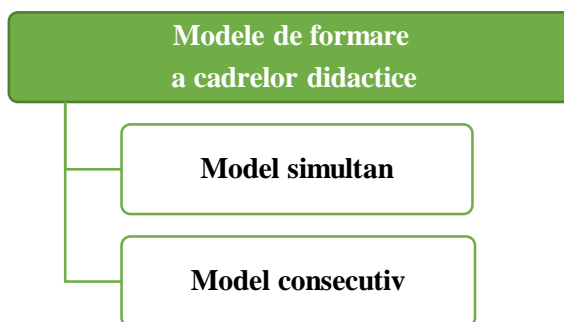 Modele de formare
a cadrelor didactice
Model simultan
Model consecutiv